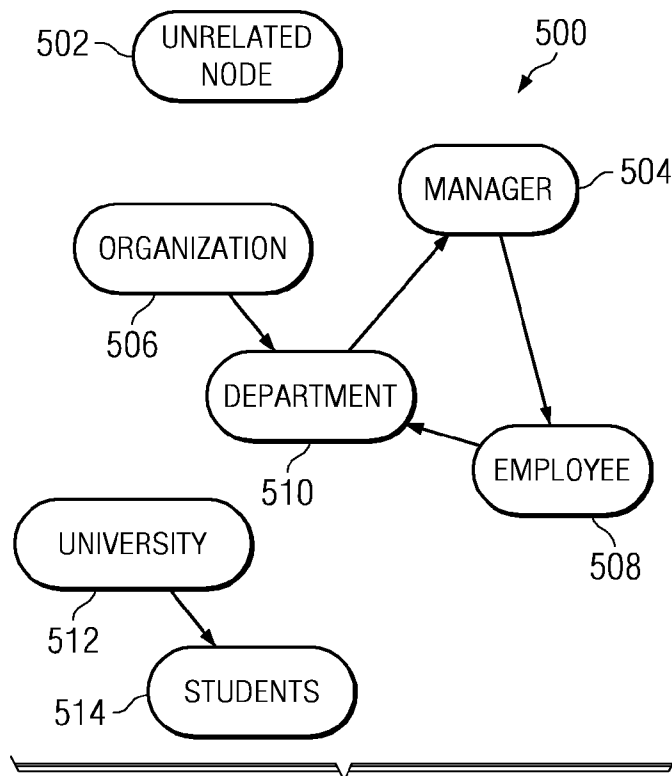 502
UNRELATED
NODE
500
MANAGER
504
ORGANIZATION
506
DEPARTMENT
510
EMPLOYEE
508
UNIVERSITY
512
STUDENTS
514